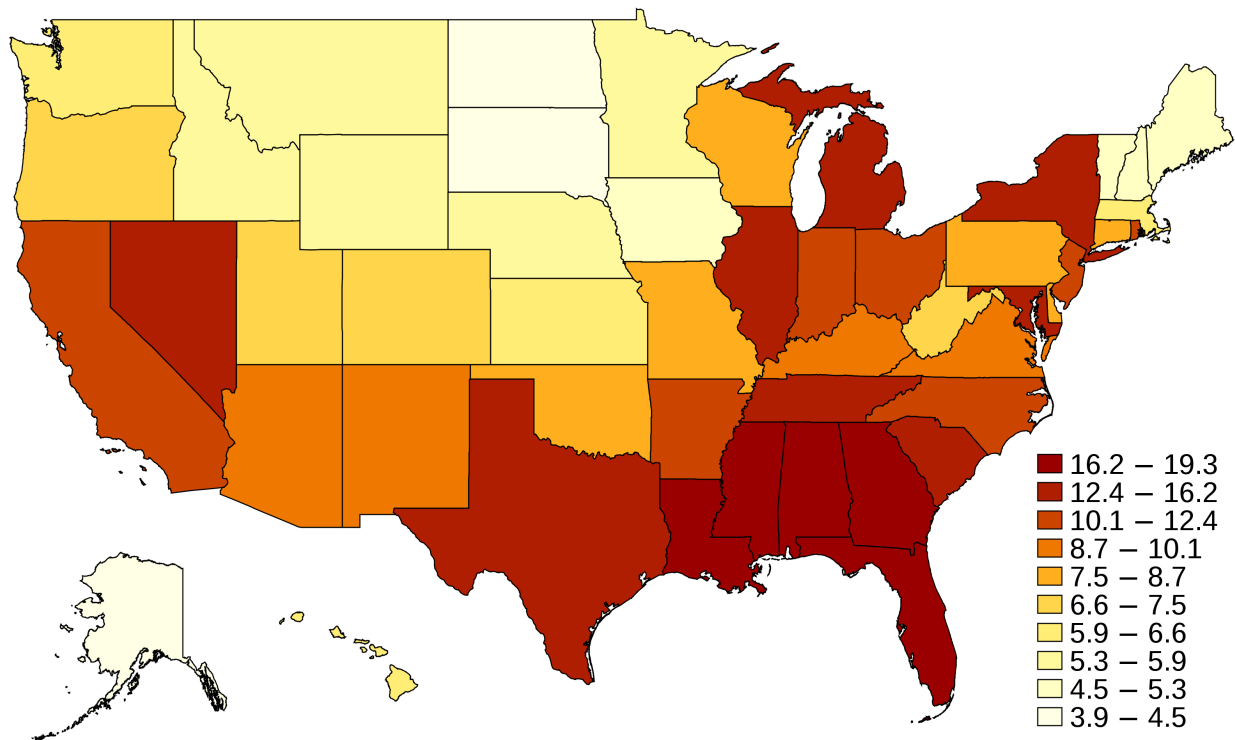 16.2 – 19.3
12.4 – 16.2
10.1 – 12.4
8.7 – 10.1
7.5 – 8.7
6.6 – 7.5
5.9 – 6.6
5.3 – 5.9
4.5 – 5.3
3.9 – 4.5